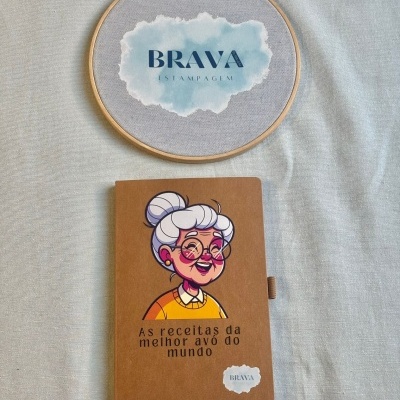 BRAVA
ESTAMPAGEM
As receitas da
melhor avó do
mundo
BRAVA